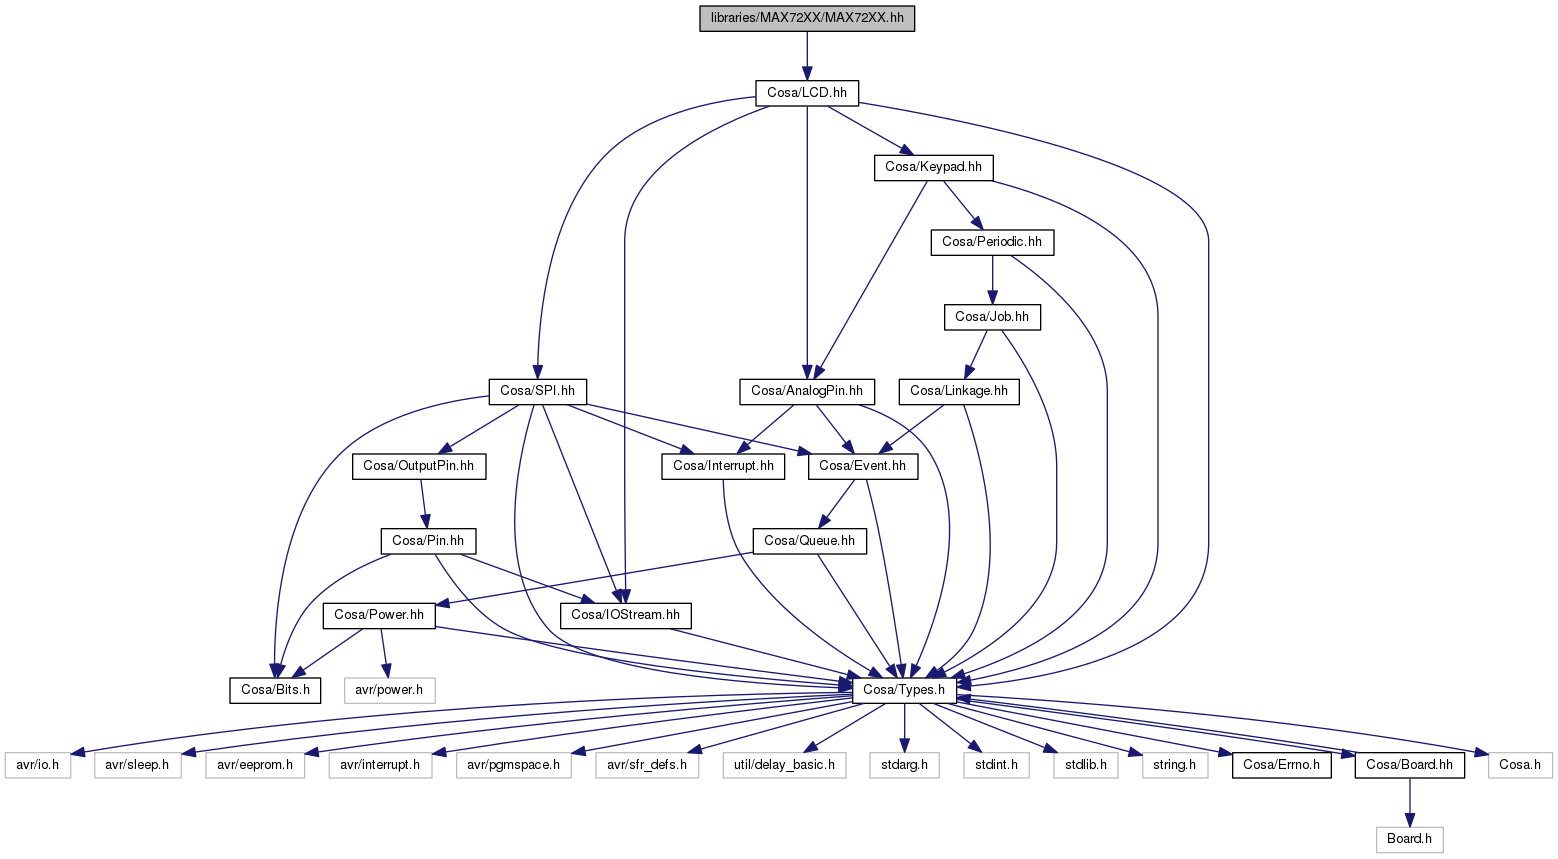 libraries/MAX72XX/MAX72XX.hh
Cosa/LCD.hh
Cosa/Keypad.hh
Cosa/Periodic.hh
Cosa/Job.hh
Cosa/SPI.hh
Cosa/AnalogPin.hh
Cosa/Linkage.hh
Cosa/OutputPin.hh
Cosa/Interrupt.hh
Cosa/Event.hh
Cosa/Pin.hh
Cosa/Queue.hh
Cosa/Power.hh
Cosa/IOStream.hh
Cosa/Bits.h
avr/power.h
Cosa/Types.h
avr/io.h
avr/sleep.h
avr/eeprom.h
avr/interrupt.h
avr/pgmspace.h
avr/sfr_defs.h
util/delay_basic.h
stdarg.h
stdint.h
stdlib.h
string.h
Cosa/Errno.h
Cosa/Board.hh
Cosa.h
Board.h